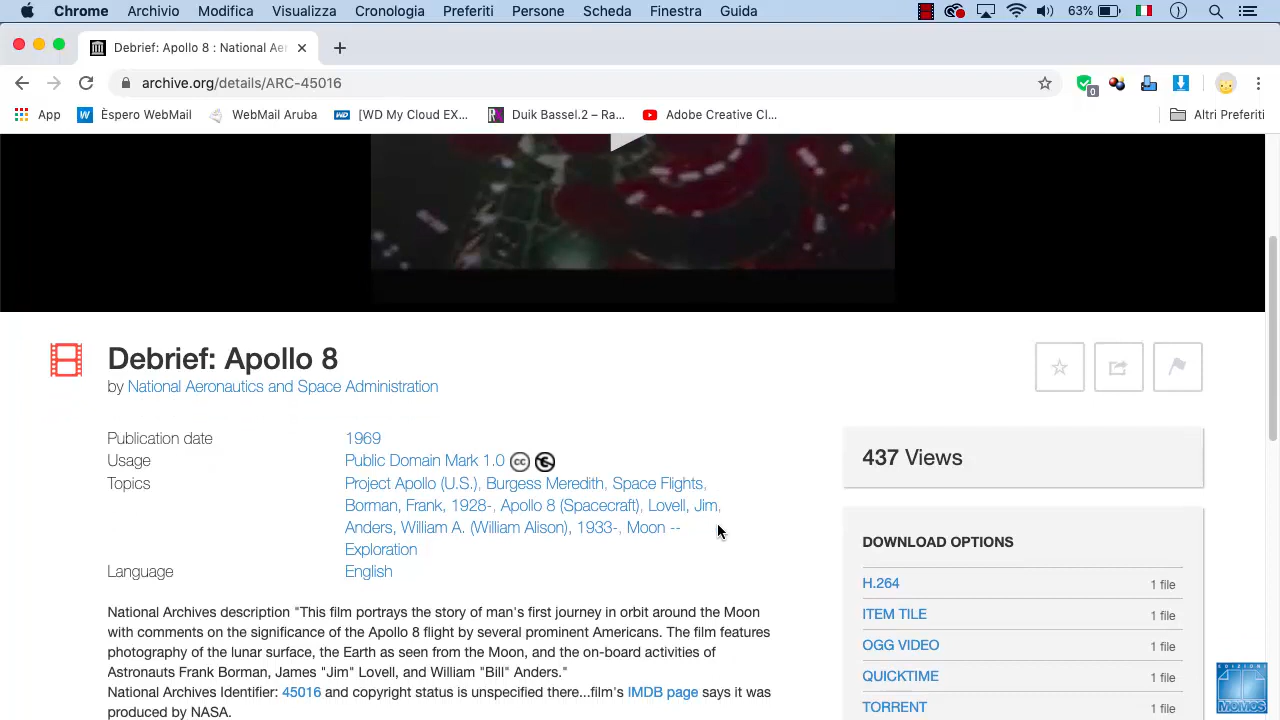 Chrome Archivio Modifica Visualizza Cronologia Preferiti Persone Scheda Finestra Guida 63%
Debrief: Apollo 8 : National Aer
archive.org/details/ARC-45016
0
App Èspero WebMail WebMail Aruba [WD My Cloud EX... Duik Bassel.2 – Ra... Adobe Creative Cl... Altri Preferiti
Debrief: Apollo 8
by National Aeronautics and Space Administration
Publication date 1969
Usage Public Domain Mark 1.0
Topics Project Apollo (U.S.), Burgess Meredith, Space Flights,
Borman, Frank, 1928-, Apollo 8 (Spacecraft), Lovell, Jim,
Anders, William A. (William Alison), 1933-, Moon --
Exploration
Language English
National Archives description "This film portrays the story of man's first journey in orbit around the Moon
with comments on the significance of the Apollo 8 flight by several prominent Americans. The film features
photography of the lunar surface, the Earth as seen from the Moon, and the on-board activities of
Astronauts Frank Borman, James "Jim" Lovell, and William "Bill" Anders."
National Archives Identifier: 45016 and copyright status is unspecified there...film's IMDB page says it was
produced by NASA.
437 Views
DOWNLOAD OPTIONS
H.264 1 file
ITEM TILE 1 file
OGG VIDEO 1 file
QUICKTIME 1 file
TORRENT 1 file
EDIZIONI
MOMOS